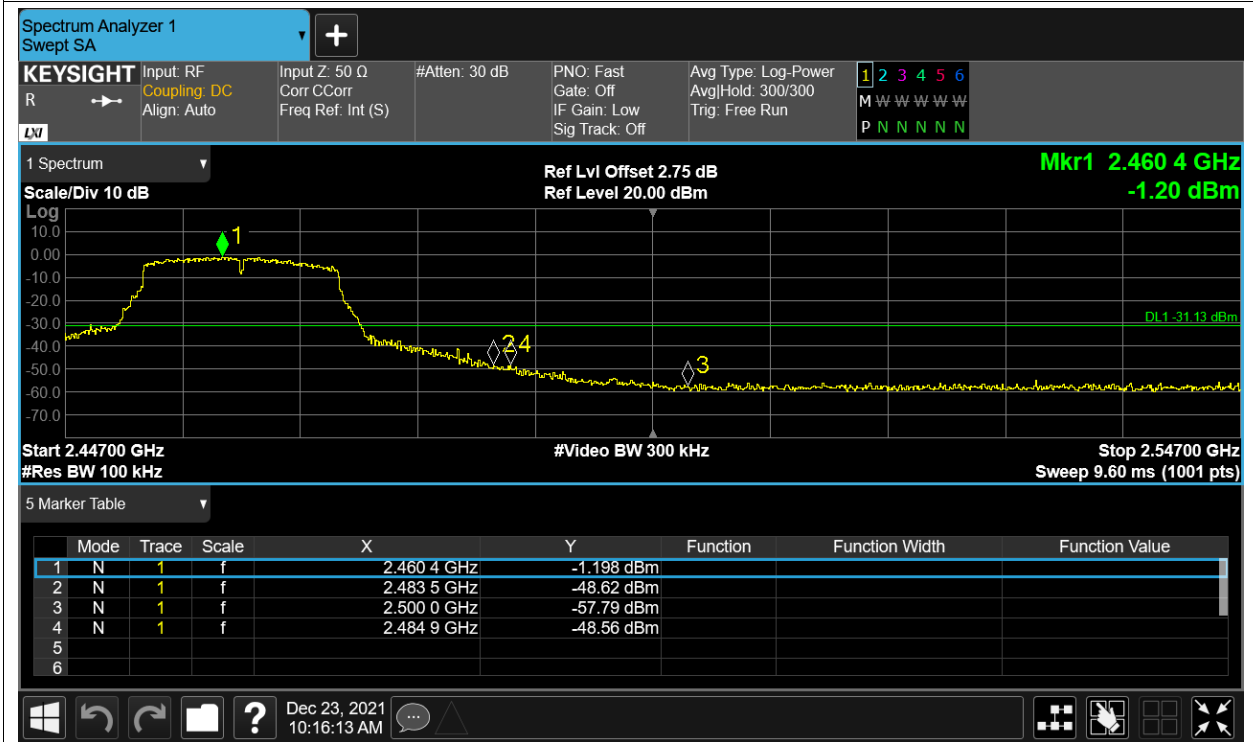 Spectrum Analyzer 1
Swept SA
+
KEYSIGHT
R
LXI
Input: RF
Coupling: DC
Align: Auto
Input Z: 50 Ω
Corr CCorr
Freq Ref: Int (S)
#Atten: 30 dB
PNO: Fast
Gate: Off
IF Gain: Low
Sig Track: Off
Avg Type: Log-Power
Avg|Hold: 300/300
Trig: Free Run
1 2 3 4 5 6
M W W W W W
P N N N N N
1 Spectrum
Scale/Div 10 dB
Ref Lvl Offset 2.75 dB
Ref Level 20.00 dBm
Mkr1 2.460 4 GHz
-1.20 dBm
Log
10.0
0.00
-10.0
-20.0
-30.0
-40.0
-50.0
-60.0
-70.0
1
2 4
3
DL1 -31.13 dBm
Start 2.44700 GHz #Video BW 300 kHz Stop 2.54700 GHz
#Res BW 100 kHz Sweep 9.60 ms (1001 pts)
5 Marker Table
Mode Trace Scale X Y Function Function Width Function Value
1 N 1 f 2.460 4 GHz -1.198 dBm
2 N 1 f 2.483 5 GHz -48.62 dBm
3 N 1 f 2.500 0 GHz -57.79 dBm
4 N 1 f 2.484 9 GHz -48.56 dBm
5
6
?
Dec 23, 2021
10:16:13 AM